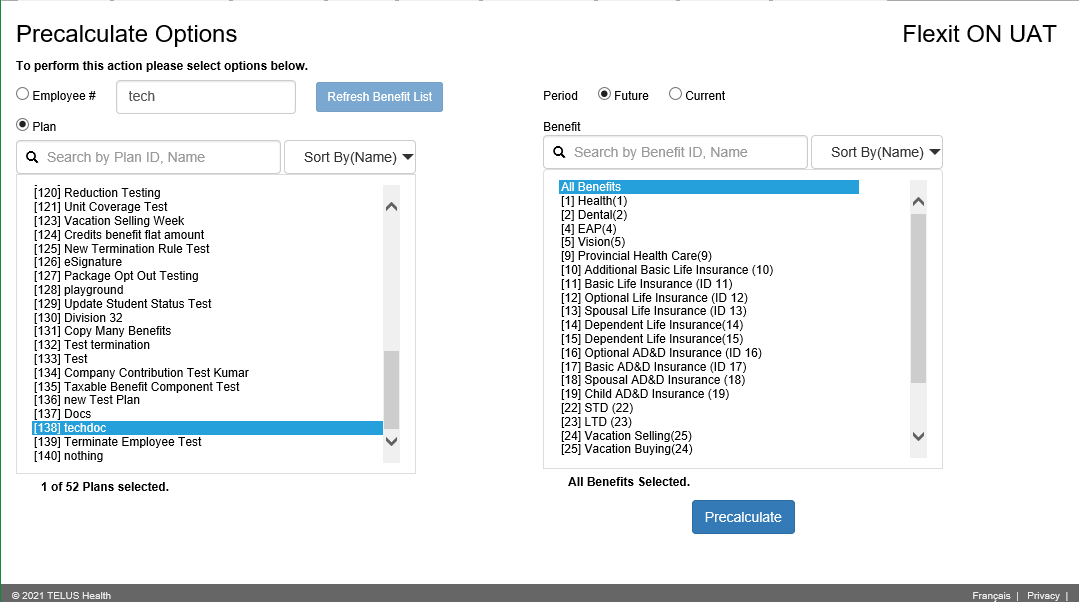 Precalculate Options
Flexit ON UAT
To perform this action please select options below.
Employee #
tech
Refresh Benefit List
Plan
Search by Plan ID, Name
Sort By(Name)
[120] Reduction Testing
[121] Unit Coverage Test
[123] Vacation Selling Week
[124] Credits benefit flat amount
[125] New Termination Rule Test
[126] eSignature
[127] Package Opt Out Testing
[128] playground
[129] Update Student Status Test
[130] Division 32
[131] Copy Many Benefits
[132] Test termination
[133] Test
[134] Company Contribution Test Kumar
[135] Taxable Benefit Component Test
[136] new Test Plan
[137] Docs
[138] techdoc
[139] Terminate Employee Test
[140] nothing
1 of 52 Plans selected.
Period
Future
Current
Benefit
Search by Benefit ID, Name
Sort By(Name)
All Benefits
[1] Health(1)
[2] Dental(2)
[4] EAP(4)
[5] Vision(5)
[9] Provincial Health Care(9)
[10] Additional Basic Life Insurance (10)
[11] Basic Life Insurance (ID 11)
[12] Optional Life Insurance (ID 12)
[13] Spousal Life Insurance (ID 13)
[14] Dependent Life Insurance(14)
[15] Dependent Life Insurance(15)
[16] Optional AD&D Insurance (ID 16)
[17] Basic AD&D Insurance (ID 17)
[18] Spousal AD&D Insurance (18)
[19] Child AD&D Insurance (19)
[22] STD (22)
[23] LTD (23)
[24] Vacation Selling(25)
[25] Vacation Buying(24)
All Benefits Selected.
Precalculate
© 2021 TELUS Health
Français | Privacy |